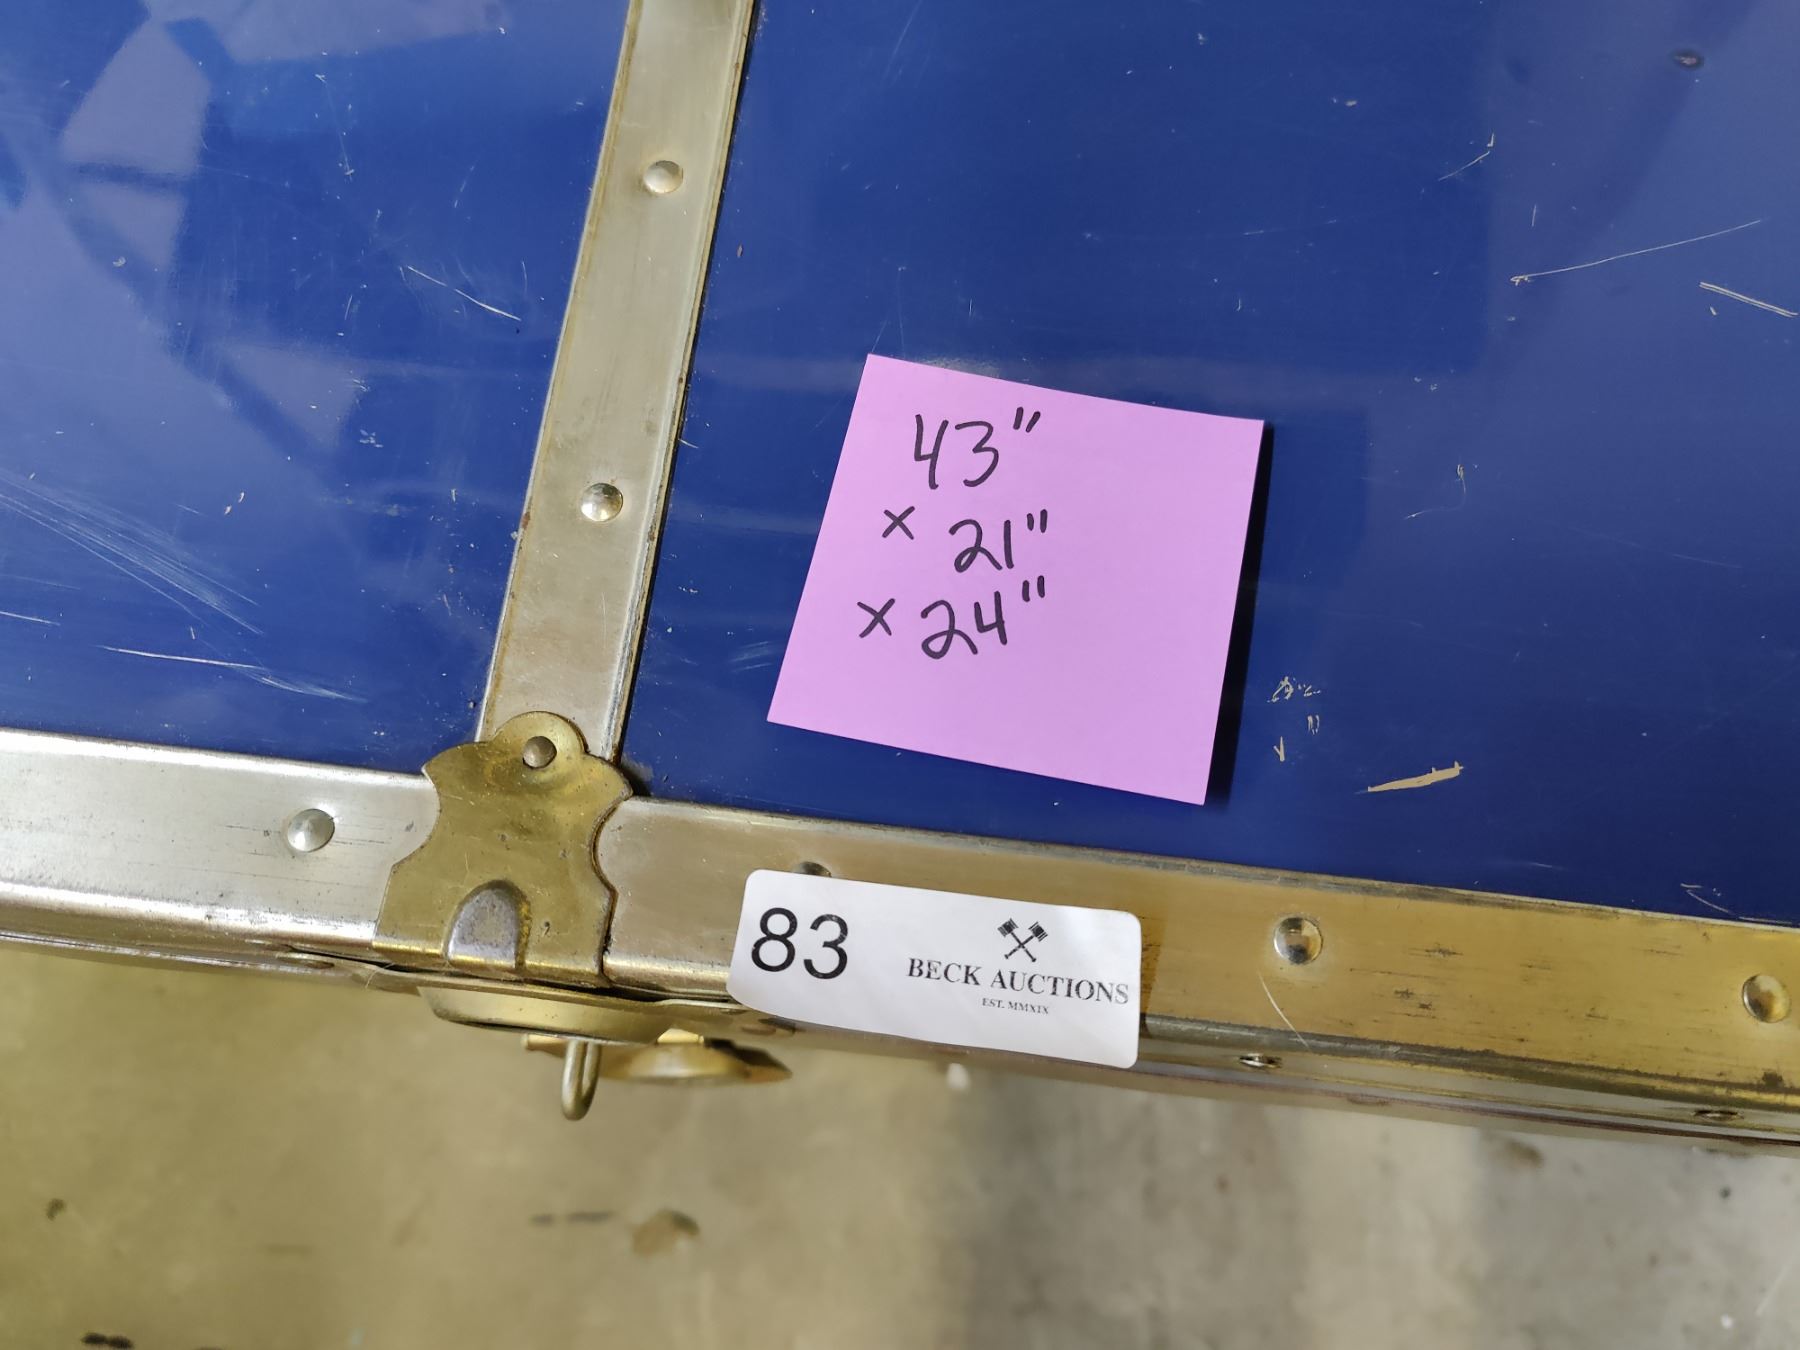 43"
x 21"
x 24"
83
BECK AUCTIONS
EST. MMXIX